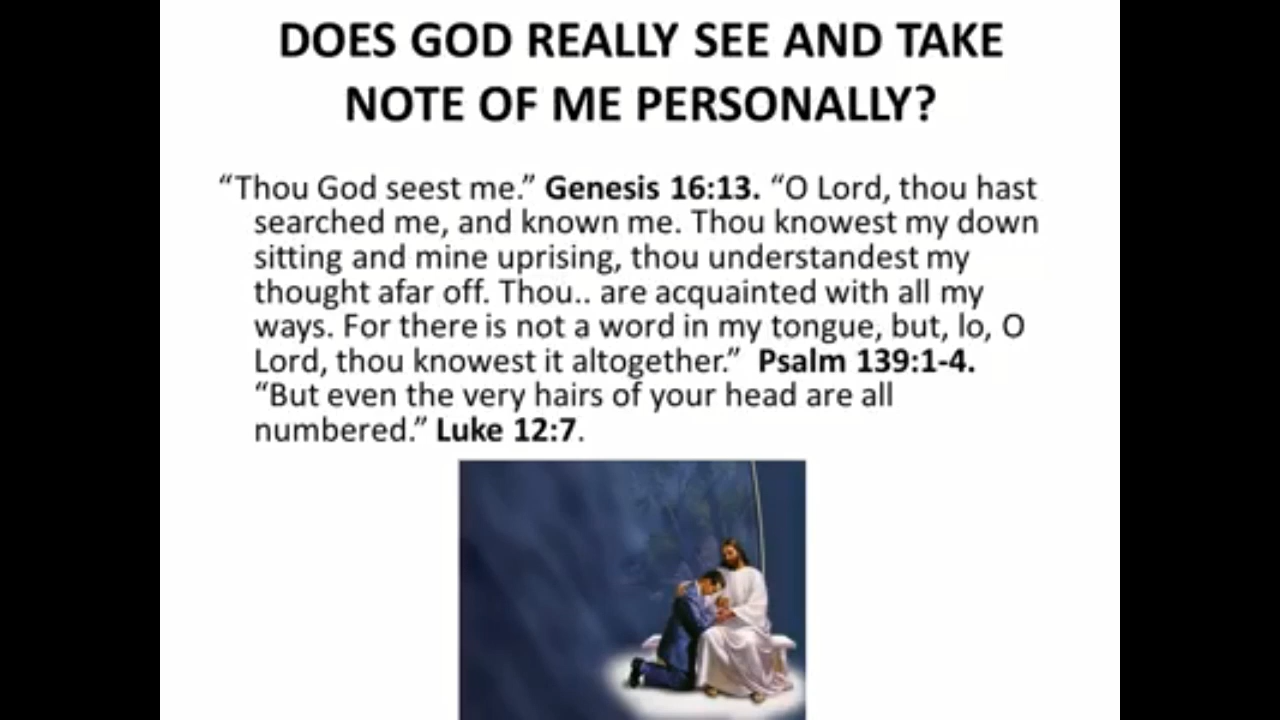 DOES GOD REALLY SEE AND TAKE
NOTE OF ME PERSONALLY?
“Thou God seest me.” Genesis 16:13. “O Lord, thou hast
searched me, and known me. Thou knowest my down
sitting and mine uprising, thou understandest my
thought afar off. Thou.. are acquainted with all my
ways. For there is not a word in my tongue, but, lo, O
Lord, thou knowest it altogether.” Psalm 139:1-4.
“But even the very hairs of your head are all
numbered.” Luke 12:7.